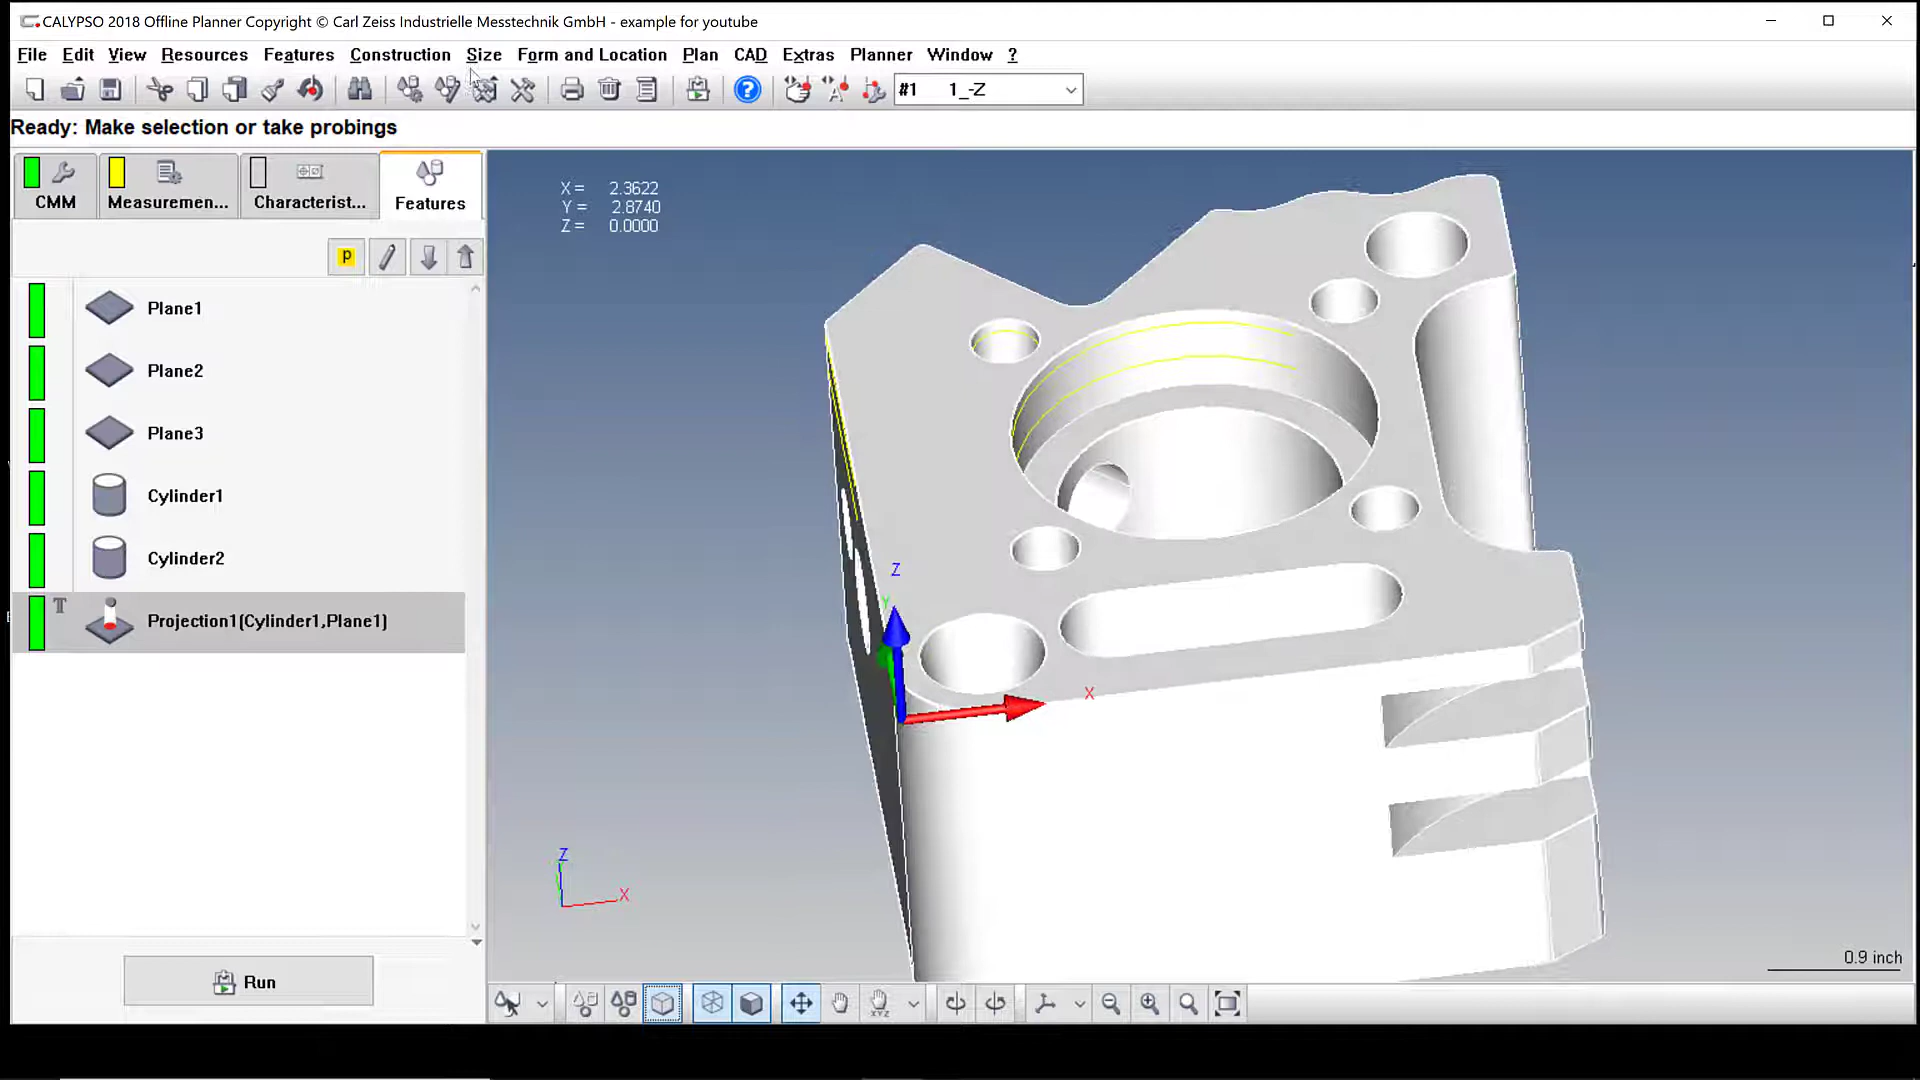 CALYPSO 2018 Offline Planner Copyright © Carl Zeiss Industrielle Messtechnik GmbH - example for youtube
File Edit View Resources Features Construction Size Form and Location Plan CAD Extras Planner Window ?
#1 1_-Z
Ready: Make selection or take probings
CMM
Measuremen...
Characterist...
Features
P
Plane1
Plane2
Plane3
Cylinder1
Cylinder2
T Projection1(Cylinder1,Plane1)
Run
X = 2.3622
Y = 2.8740
Z = 0.0000
Z
Y
X
Z
X
0.9 inch
XYZ